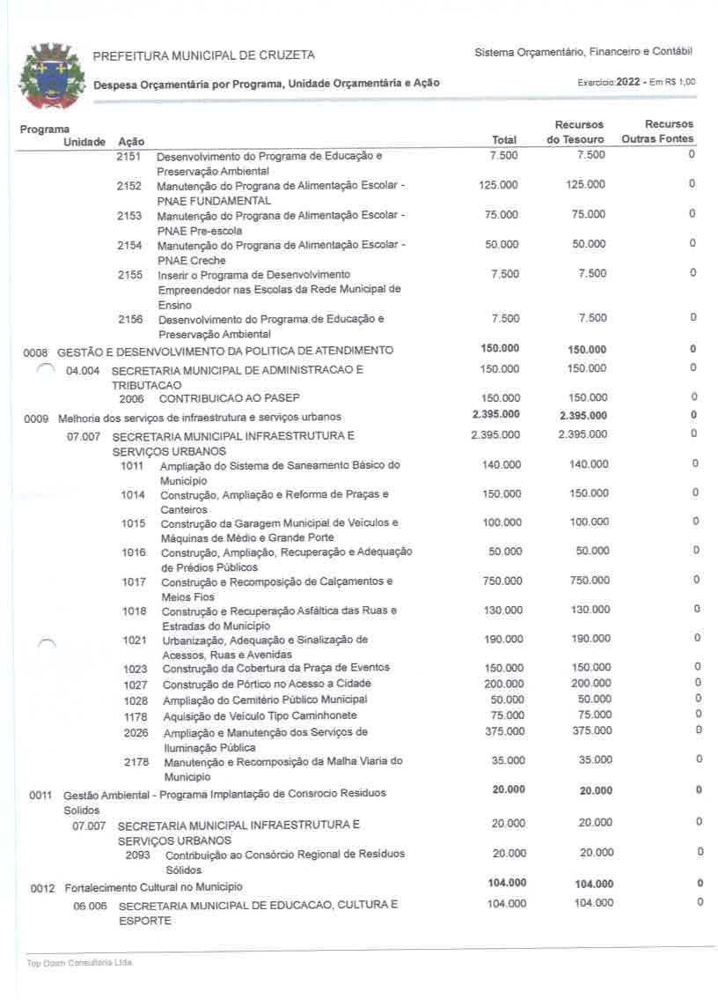 PREFEITURA MUNICIPAL DE CRUZETA
Sistema Orçamentário, Financeiro e Contábil
Despesa Orçamentária por Programa, Unidade Orçamentária e Ação
Exercício:2022 - Em R$ 1,00
Programa Recursos Recursos
Unidade Ação Total do Tesouro Outras Fontes
2151 Desenvolvimento do Programa de Educação e 7.500 7.500 0
Preservação Ambiental
2152 Manutenção do Prograna de Alimentação Escolar - 125.000 125.000 0
PNAE FUNDAMENTAL
2153 Manutenção do Prograna de Alimentação Escolar - 75.000 75.000 0
PNAE Pre-escola
2154 Manutenção do Prograna de Alimentação Escolar - 50.000 50.000 0
PNAE Creche
2155 Inserir o Programa de Desenvolvimento 7.500 7.500 0
Empreendedor nas Escolas da Rede Municipal de
Ensino
2156 Desenvolvimento do Programa de Educação e 7.500 7.500 0
Preservação Ambiental
0008 GESTÃO E DESENVOLVIMENTO DA POLITICA DE ATENDIMENTO 150.000 150.000 0
04.004 SECRETARIA MUNICIPAL DE ADMINISTRACAO E 150.000 150.000 0
TRIBUTACAO
2006 CONTRIBUICAO AO PASEP 150.000 150.000 0
0009 Melhoria dos serviços de infraestrutura e serviços urbanos 2.395.000 2.395.000 0
07.007 SECRETARIA MUNICIPAL INFRAESTRUTURA E 2.395.000 2.395.000 0
SERVIÇOS URBANOS
1011 Ampliação do Sistema de Saneamento Básico do 140.000 140.000 0
Município
1014 Construção, Ampliação e Reforma de Praças e 150.000 150.000 0
Canteiros
1015 Construção da Garagem Municipal de Veículos e 100.000 100.000 0
Máquinas de Médio e Grande Porte
1016 Construção, Ampliação, Recuperação e Adequação 50.000 50.000 0
de Prédios Públicos
1017 Construção e Recomposição de Calçamentos e 750.000 750.000 0
Meios Fios
1018 Construção e Recuperação Asfáltica das Ruas e 130.000 130.000 0
Estradas do Município
1021 Urbanização, Adequação e Sinalização de 190.000 190.000 0
Acessos, Ruas e Avenidas
1023 Construção da Cobertura da Praça de Eventos 150.000 150.000 0
1027 Construção de Pórtico no Acesso a Cidade 200.000 200.000 0
1028 Ampliação do Cemitério Público Municipal 50.000 50.000 0
1178 Aquisição de Veículo Tipo Caminhonete 75.000 75.000 0
2026 Ampliação e Manutenção dos Serviços de 375.000 375.000 0
Iluminação Pública
2178 Manutenção e Recomposição da Malha Viaria do 35.000 35.000 0
Municipio
0011 Gestão Ambiental - Programa Implantação de Consrocio Residuos 20.000 20.000 0
Solidos
07.007 SECRETARIA MUNICIPAL INFRAESTRUTURA E 20.000 20.000 0
SERVIÇOS URBANOS
2093 Contribuição ao Consórcio Regional de Resíduos 20.000 20.000 0
Sólidos
0012 Fortalecimento Cultural no Município 104.000 104.000 0
06.006 SECRETARIA MUNICIPAL DE EDUCACAO, CULTURA E 104.000 104.000 0
ESPORTE
Top Down Consultoria Ltda.